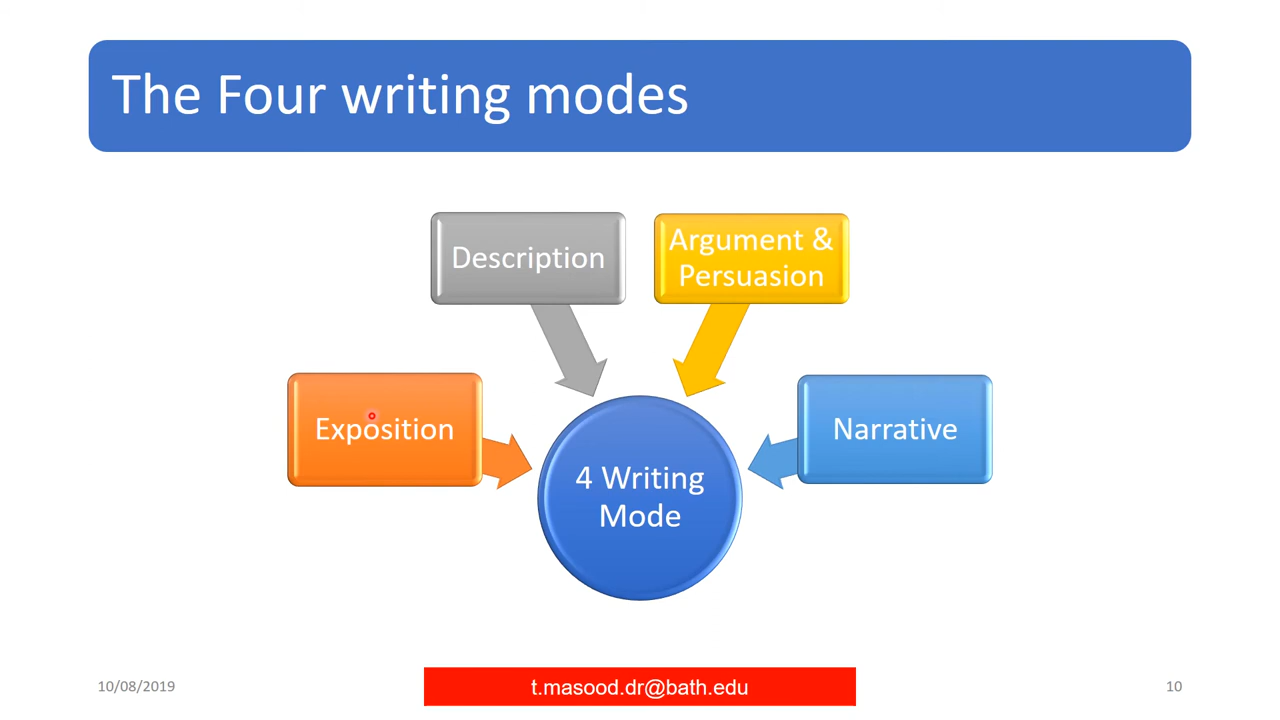 The Four writing modes
Description
Argument &
Persuasion
Exposition
Narrative
4 Writing
Mode
10/08/2019
t.masood.dr@bath.edu
10